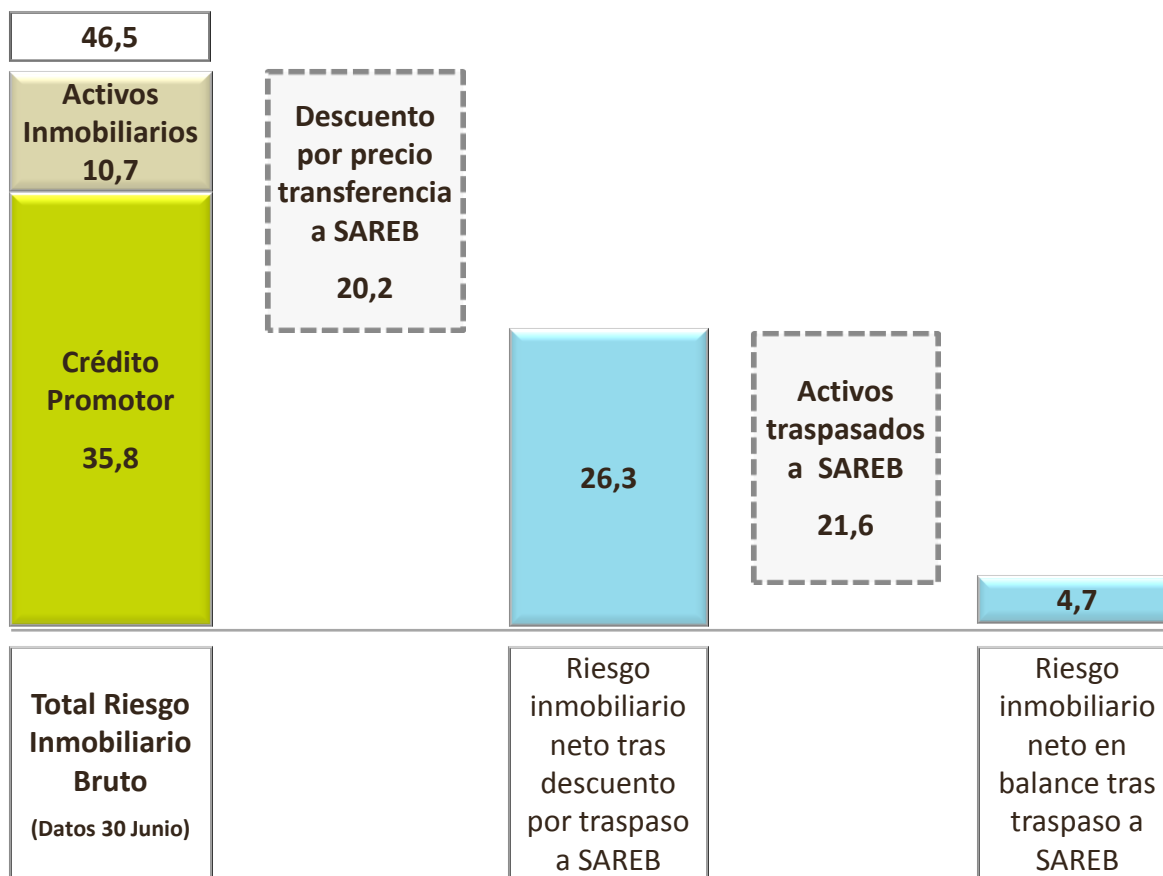 46,5
Activos
Inmobiliarios
10,7
Crédito
Promotor
35,8
Descuento
por precio
transferencia
a SAREB
20,2
26,3
Activos
traspasados
a SAREB
21,6
4,7
Total Riesgo
Inmobiliario
Bruto
(Datos 30 Junio)
Riesgo
inmobiliario
neto tras
descuento
por traspaso
a SAREB
Riesgo
inmobiliario
neto en
balance tras
traspaso a
SAREB